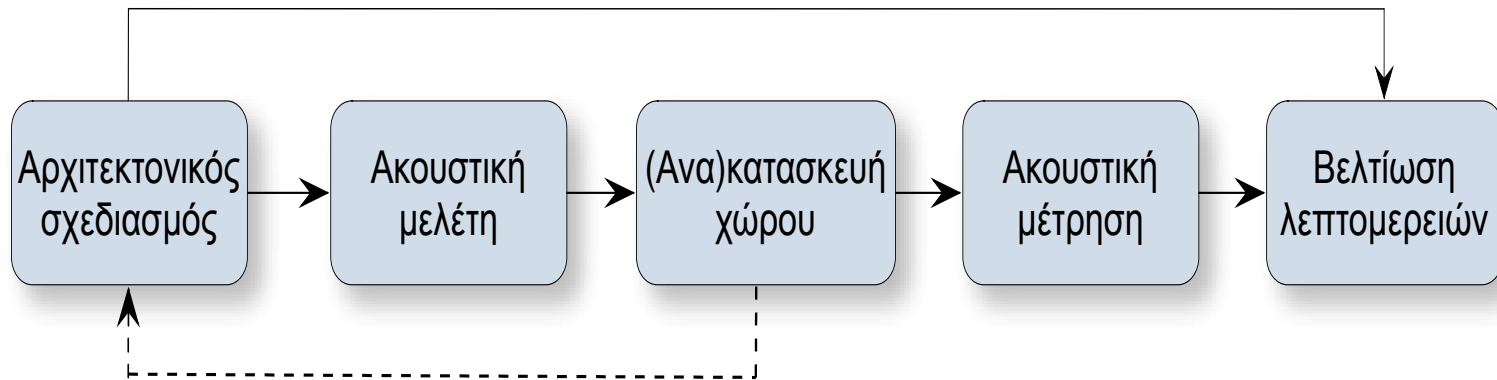 Αρχιτεκτονικός
σχεδιασμός
Ακουστική
μελέτη
(Ανα)κατασκευή
χώρου
Ακουστική
μέτρηση
Βελτίωση
λεπτομερειών